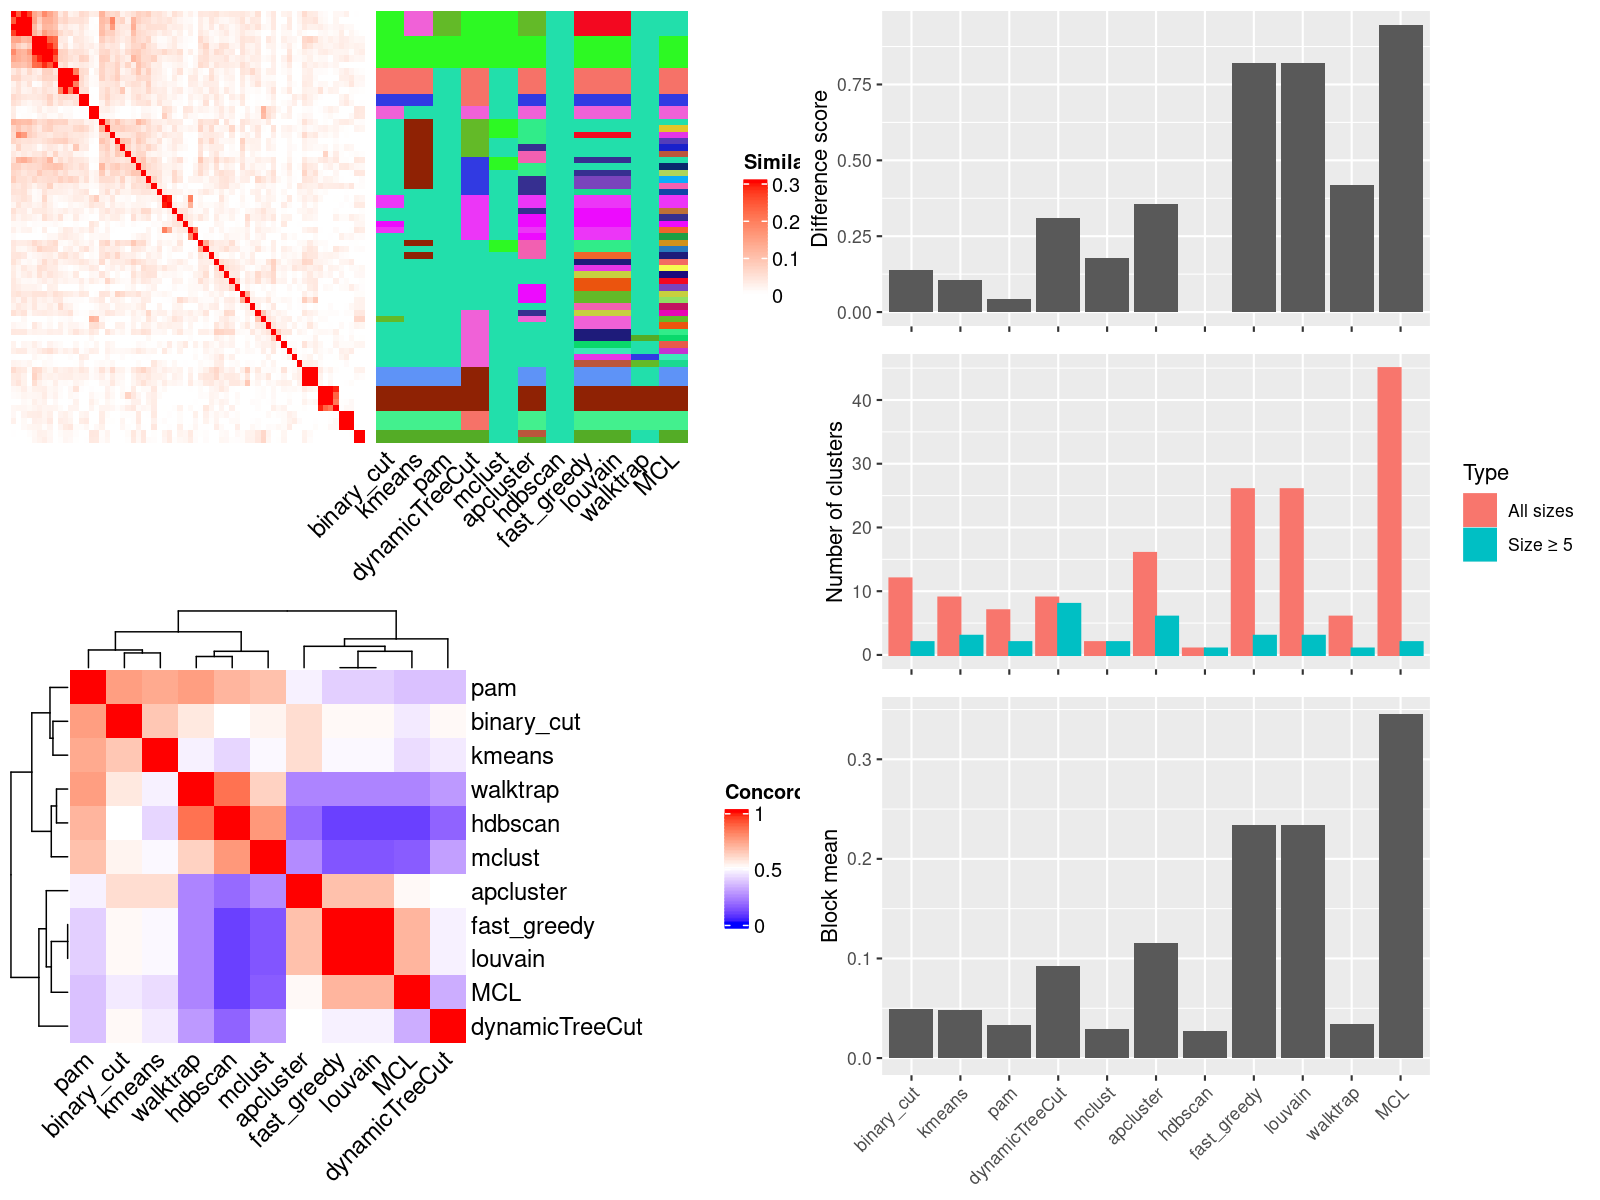 Simila
0.3
0.2
0.1
0
binary_cut
kmeans
pam
dynamicTreeCut
mclust
apcluster
hdbscan
fast_greedy
louvain
walktrap
MCL
pam
binary_cut
kmeans
walktrap
hdbscan
mclust
apcluster
fast_greedy
louvain
MCL
dynamicTreeCut
Concord
1
0.5
0
pam
binary_cut
kmeans
walktrap
hdbscan
mclust
apcluster
fast_greedy
louvain
MCL
dynamicTreeCut
Difference score
0.75
0.50
0.25
0.00
Number of clusters
40
30
20
10
0
Type
All sizes
Size ≥ 5
Block mean
0.3
0.2
0.1
0.0
binary_cut
kmeans
pam
dynamicTreeCut
mclust
apcluster
hdbscan
fast_greedy
louvain
walktrap
MCL